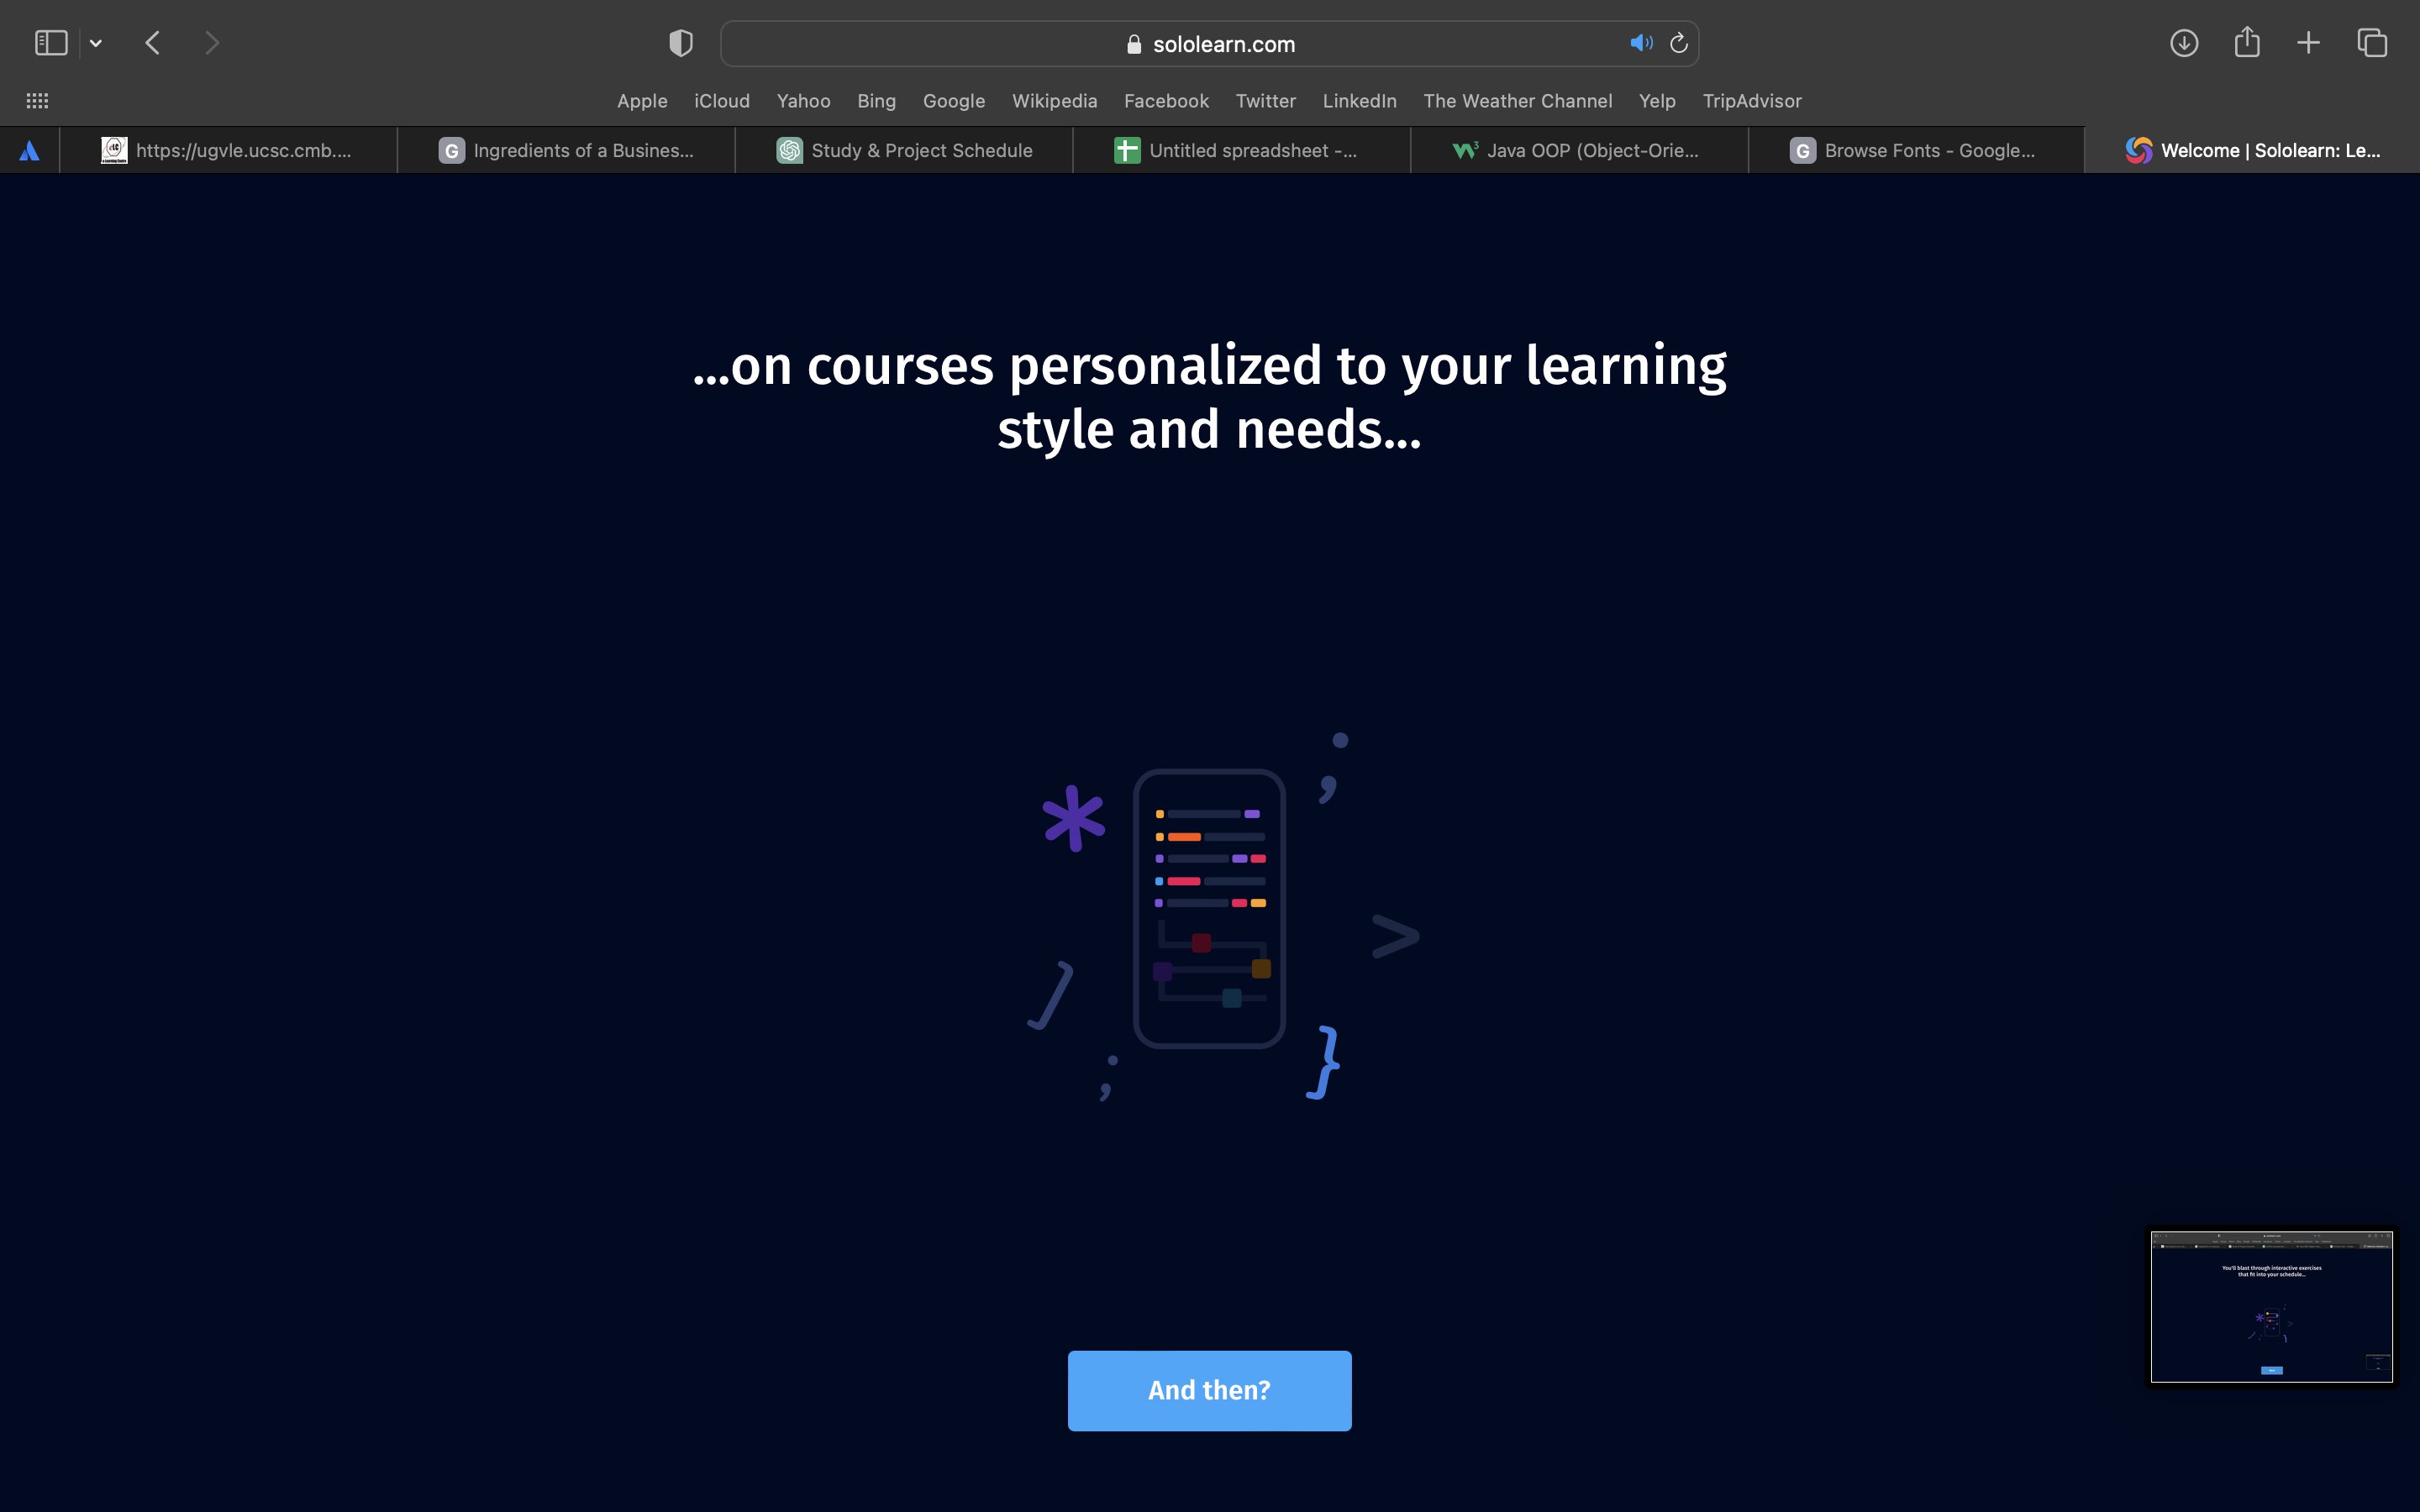 sololearn.com
Apple iCloud Yahoo Bing Google Wikipedia Facebook Twitter LinkedIn The Weather Channel Yelp TripAdvisor
https://ugvle.ucsc.cmb.... G Ingredients of a Busines... Study & Project Schedule Untitled spreadsheet -... Java OOP (Object-Orie... G Browse Fonts - Google... Welcome | Sololearn: Le...
...on courses personalized to your learning
style and needs...
* ; > } ;
You'll blast through interactive exercises
that fit into your schedule...
And then?